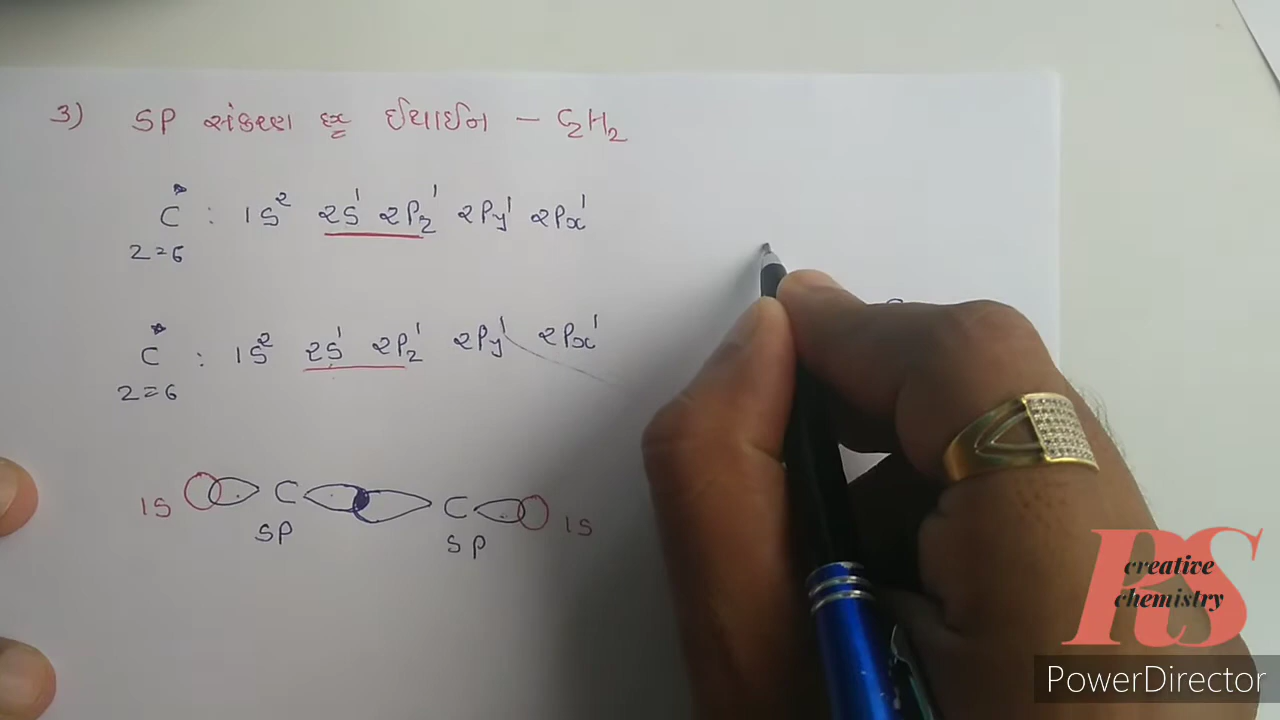 3) SP સંકરણ દ્વારા ઈથાઈન – C₂H₂
C* : 1S² 2S¹ 2Pz¹ 2Py¹ 2Px¹
Z=6
C* : 1S² 2S¹ 2Pz¹ 2Py¹ 2Px¹
Z=6
1S C C 1S
SP SP
RS
creative
chemistry
PowerDirector